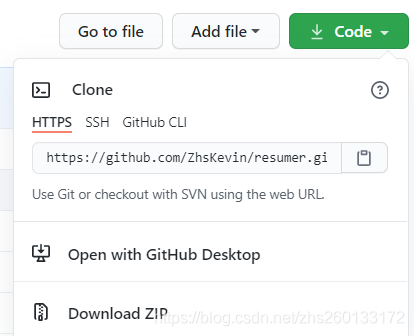 Go to file Add file Code
Clone
HTTPS SSH GitHub CLI
https://github.com/ZhsKevin/resumer.gi
Use Git or checkout with SVN using the web URL.
Open with GitHub Desktop
Download ZIP
https://blog.csdn.net/zhs260133172